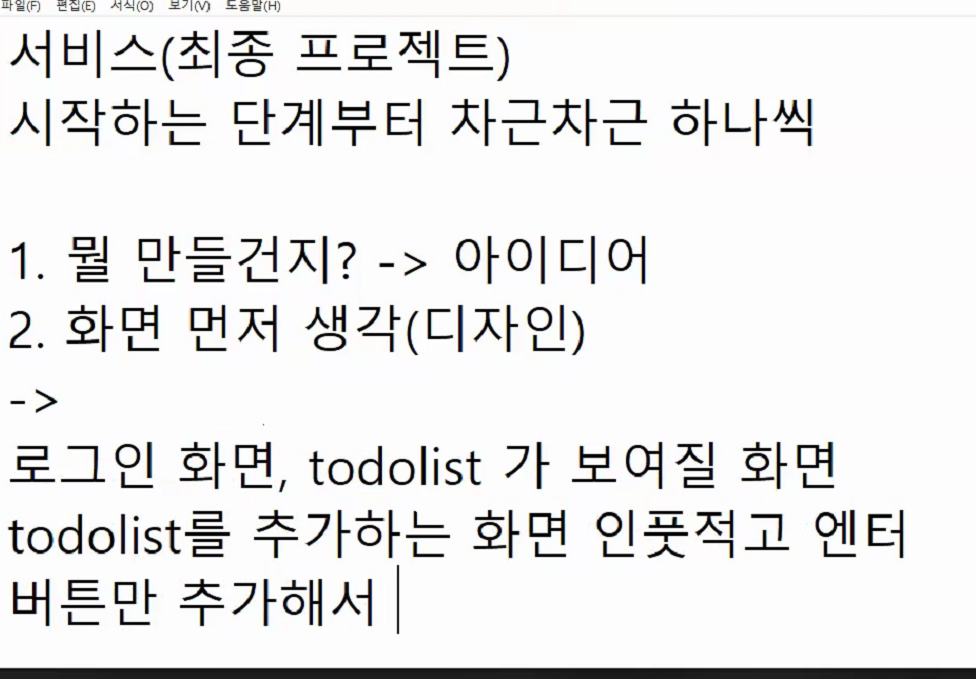 파일(F) 편집(E) 서식(O) 보기(V) 도움말(H)
서비스(최종 프로젝트)
시작하는 단계부터 차근차근 하나씩
1. 뭘 만들건지? -> 아이디어
2. 화면 먼저 생각(디자인)
->
로그인 화면, todolist 가 보여질 화면
todolist를 추가하는 화면 인풋적고 엔터
버튼만 추가해서